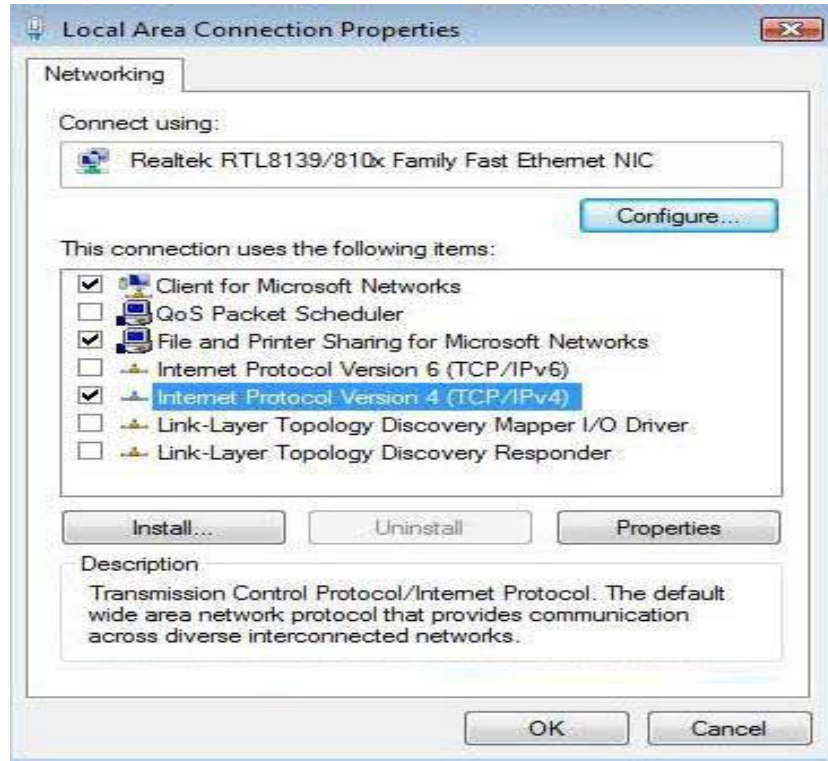 Local Area Connection Properties
Networking
Connect using:
Realtek RTL8139/810x Family Fast Ethernet NIC
Configure...
This connection uses the following items:
Client for Microsoft Networks
QoS Packet Scheduler
File and Printer Sharing for Microsoft Networks
Internet Protocol Version 6 (TCP/IPv6)
Internet Protocol Version 4 (TCP/IPv4)
Link-Layer Topology Discovery Mapper I/O Driver
Link-Layer Topology Discovery Responder
Install... Uninstall Properties
Description
Transmission Control Protocol/Internet Protocol. The default
wide area network protocol that provides communication
across diverse interconnected networks.
OK Cancel